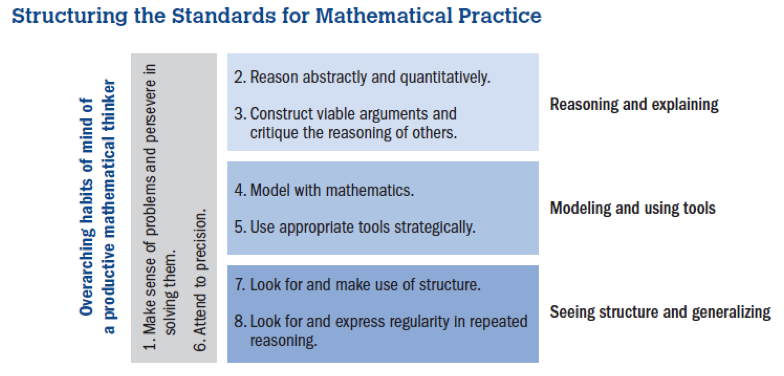 Structuring the Standards for Mathematical Practice
Overarching habits of mind of
a productive mathematical thinker
1. Make sense of problems and persevere in
solving them.
6. Attend to precision.
2. Reason abstractly and quantitatively.
3. Construct viable arguments and
critique the reasoning of others.
Reasoning and explaining
4. Model with mathematics.
5. Use appropriate tools strategically.
Modeling and using tools
7. Look for and make use of structure.
8. Look for and express regularity in repeated
reasoning.
Seeing structure and generalizing